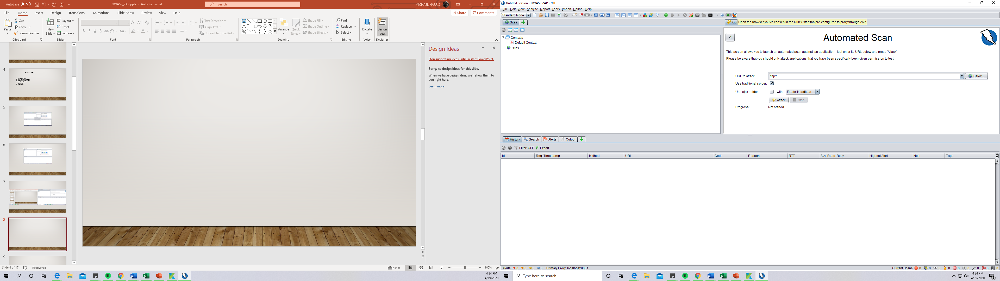 AutoSave Off
OWASP_ZAP.pptx - AutoRecovered
Search
MICHAEL HARRIS
File Home Insert Design Transitions Animations Slide Show Review View Help
Share Comments
Paste
Cut
Copy
Format Painter
Clipboard
New Slide
Layout
Reset
Section
Slides
B I U S ab AV Aa A
Font
Text Direction
Align Text
Convert to SmartArt
Paragraph
Arrange
Quick Styles
Shape Fill
Shape Outline
Shape Effects
Drawing
Find
Replace
Select
Editing
Dictate
Voice
Design Ideas
Designer
4
5
6
7
8
9
Design Ideas
Stop suggesting ideas until I restart PowerPoint.
Sorry, no design ideas for this slide.
When we have design ideas, we'll show them to
you right here.
Learn more
Slide 8 of 17
Recovered
Notes
100%
4:34 PM
4/19/2020
Untitled Session - OWASP ZAP 2.9.0
File Edit View Analyse Report Tools Import Online Help
Standard Mode
Sites
Qui
Open the browser you've chosen in the Quick Start tab pre-configured to proxy through ZAP
Contexts
Default Context
Sites
<
Automated Scan
This screen allows you to launch an automated scan against an application - just enter its URL below and press 'Attack'.
Please be aware that you should only attack applications that you have been specifically been given permission to test.
URL to attack: http:// Select...
Use traditional spider:
Use ajax spider: with Firefox Headless
Attack Stop
Progress: Not started
History Search Alerts Output
Filter: OFF Export
Id Req. Timestamp Method URL Code Reason RTT Size Resp. Body Highest Alert Note Tags
Alerts 0 0 0 0 Primary Proxy: localhost:8081
Current Scans 0 0 0 0 0 0 0 0 0
Type here to search
4:34 PM
4/19/2020
2